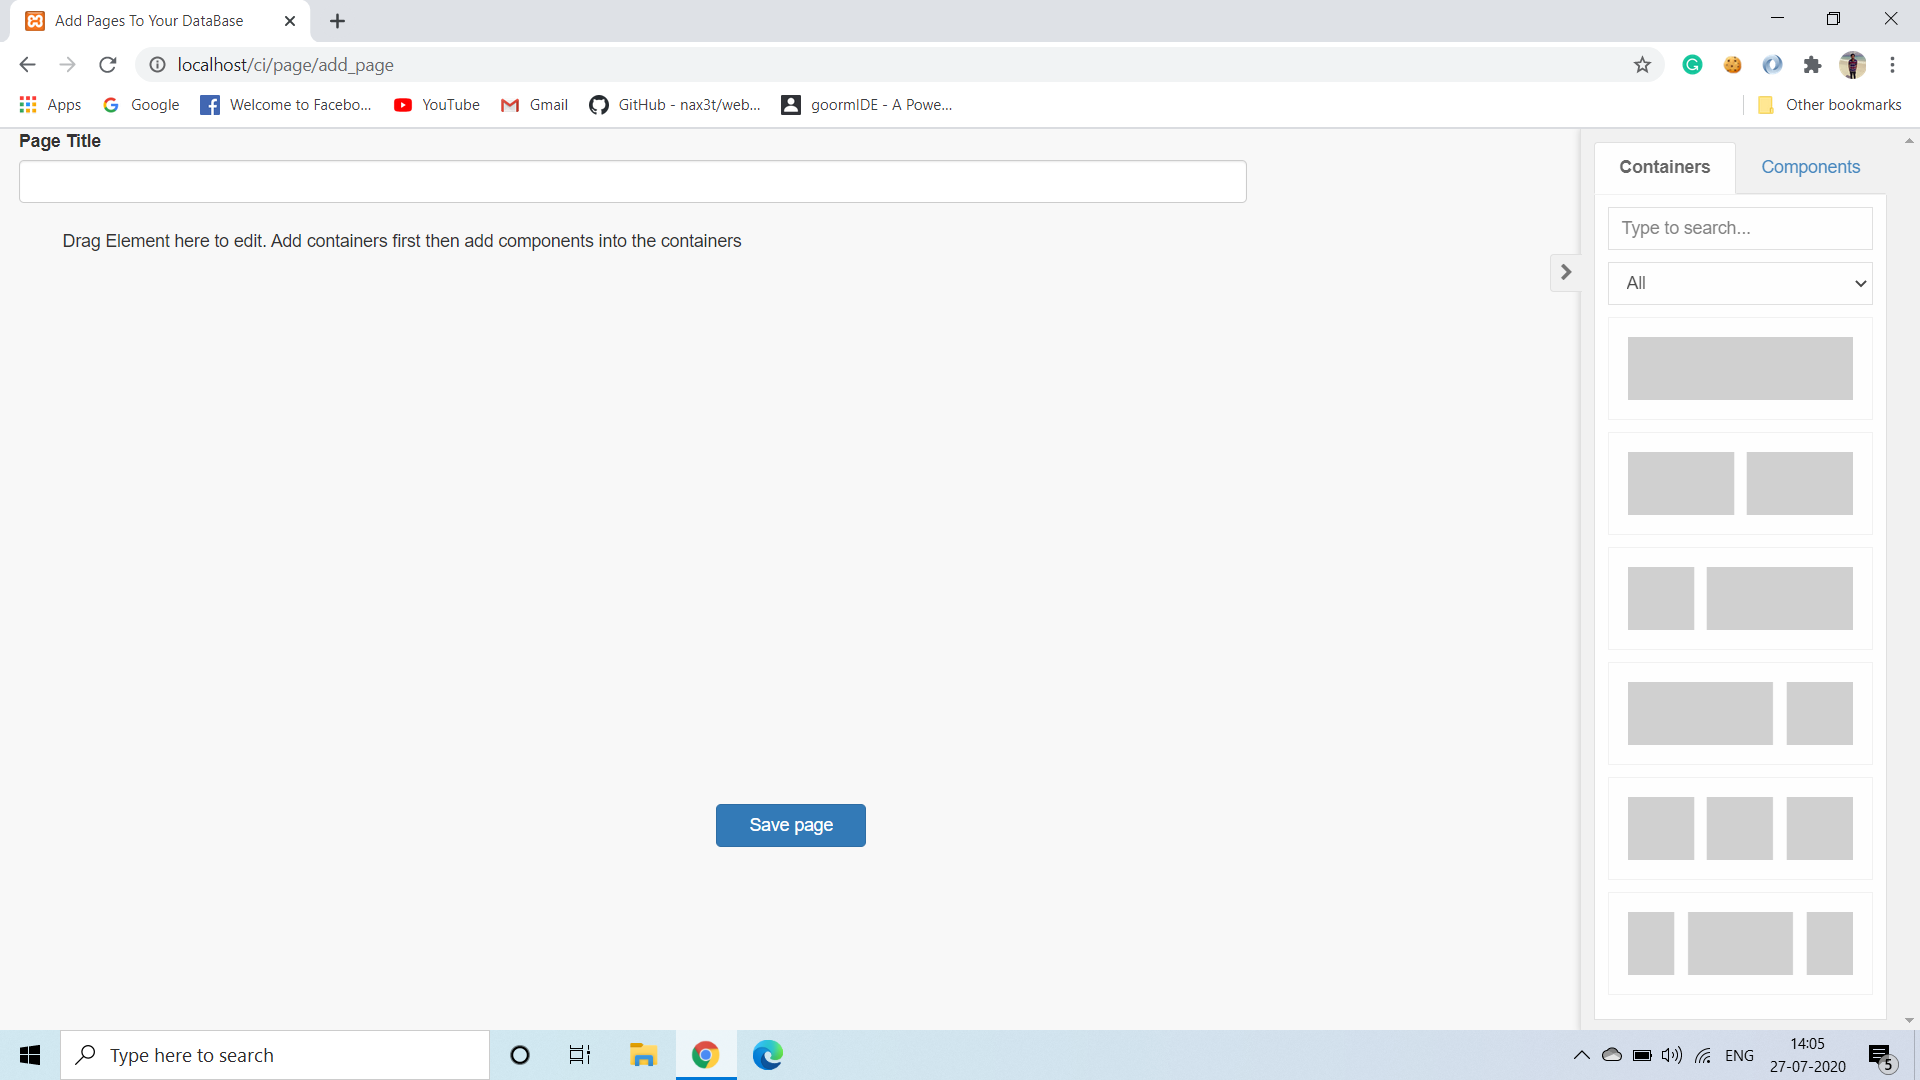 Add Pages To Your DataBase
localhost/ci/page/add_page
Apps
Google
Welcome to Facebo...
YouTube
Gmail
GitHub - nax3t/web...
goormIDE - A Powe...
Other bookmarks
Page Title
Containers
Components
Type to search...
Drag Element here to edit. Add containers first then add components into the containers
All
Save page
Type here to search
ENG
14:05
27-07-2020
5